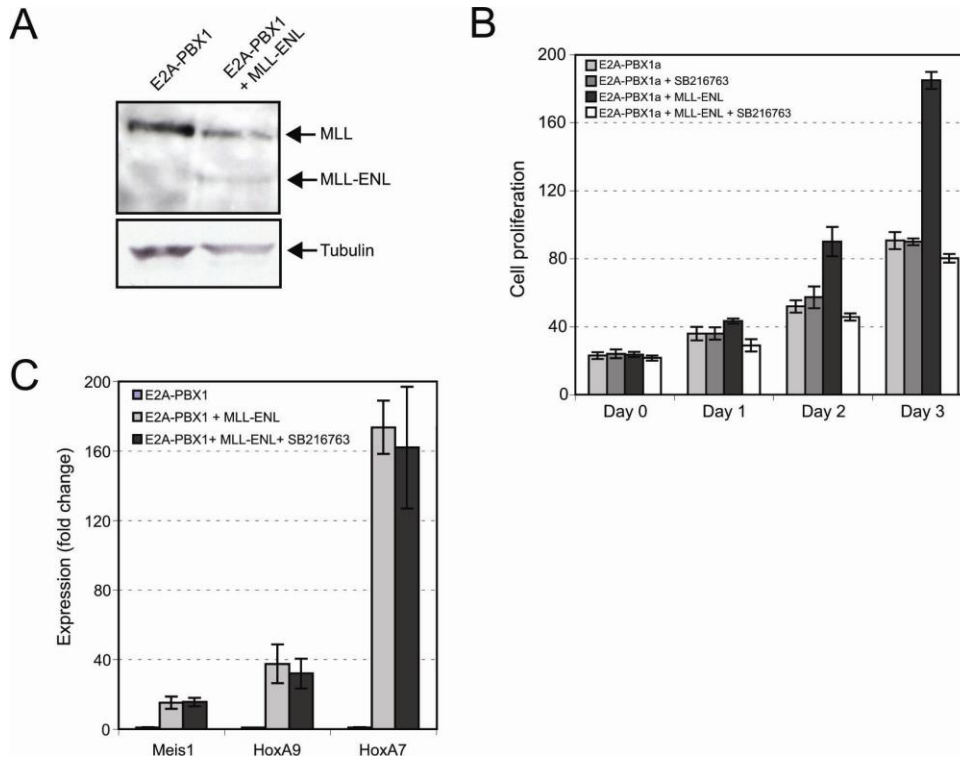 A
E2A-PBX1
E2A-PBX1
+ MLL-ENL
MLL
MLL-ENL
Tubulin
B
200
160
120
80
40
0
Cell proliferation
E2A-PBX1a
E2A-PBX1a + SB216763
E2A-PBX1a + MLL-ENL
E2A-PBX1a + MLL-ENL + SB216763
Day 0
Day 1
Day 2
Day 3
C
200
160
120
80
40
0
Expression (fold change)
E2A-PBX1
E2A-PBX1 + MLL-ENL
E2A-PBX1+ MLL-ENL+ SB216763
Meis1
HoxA9
HoxA7